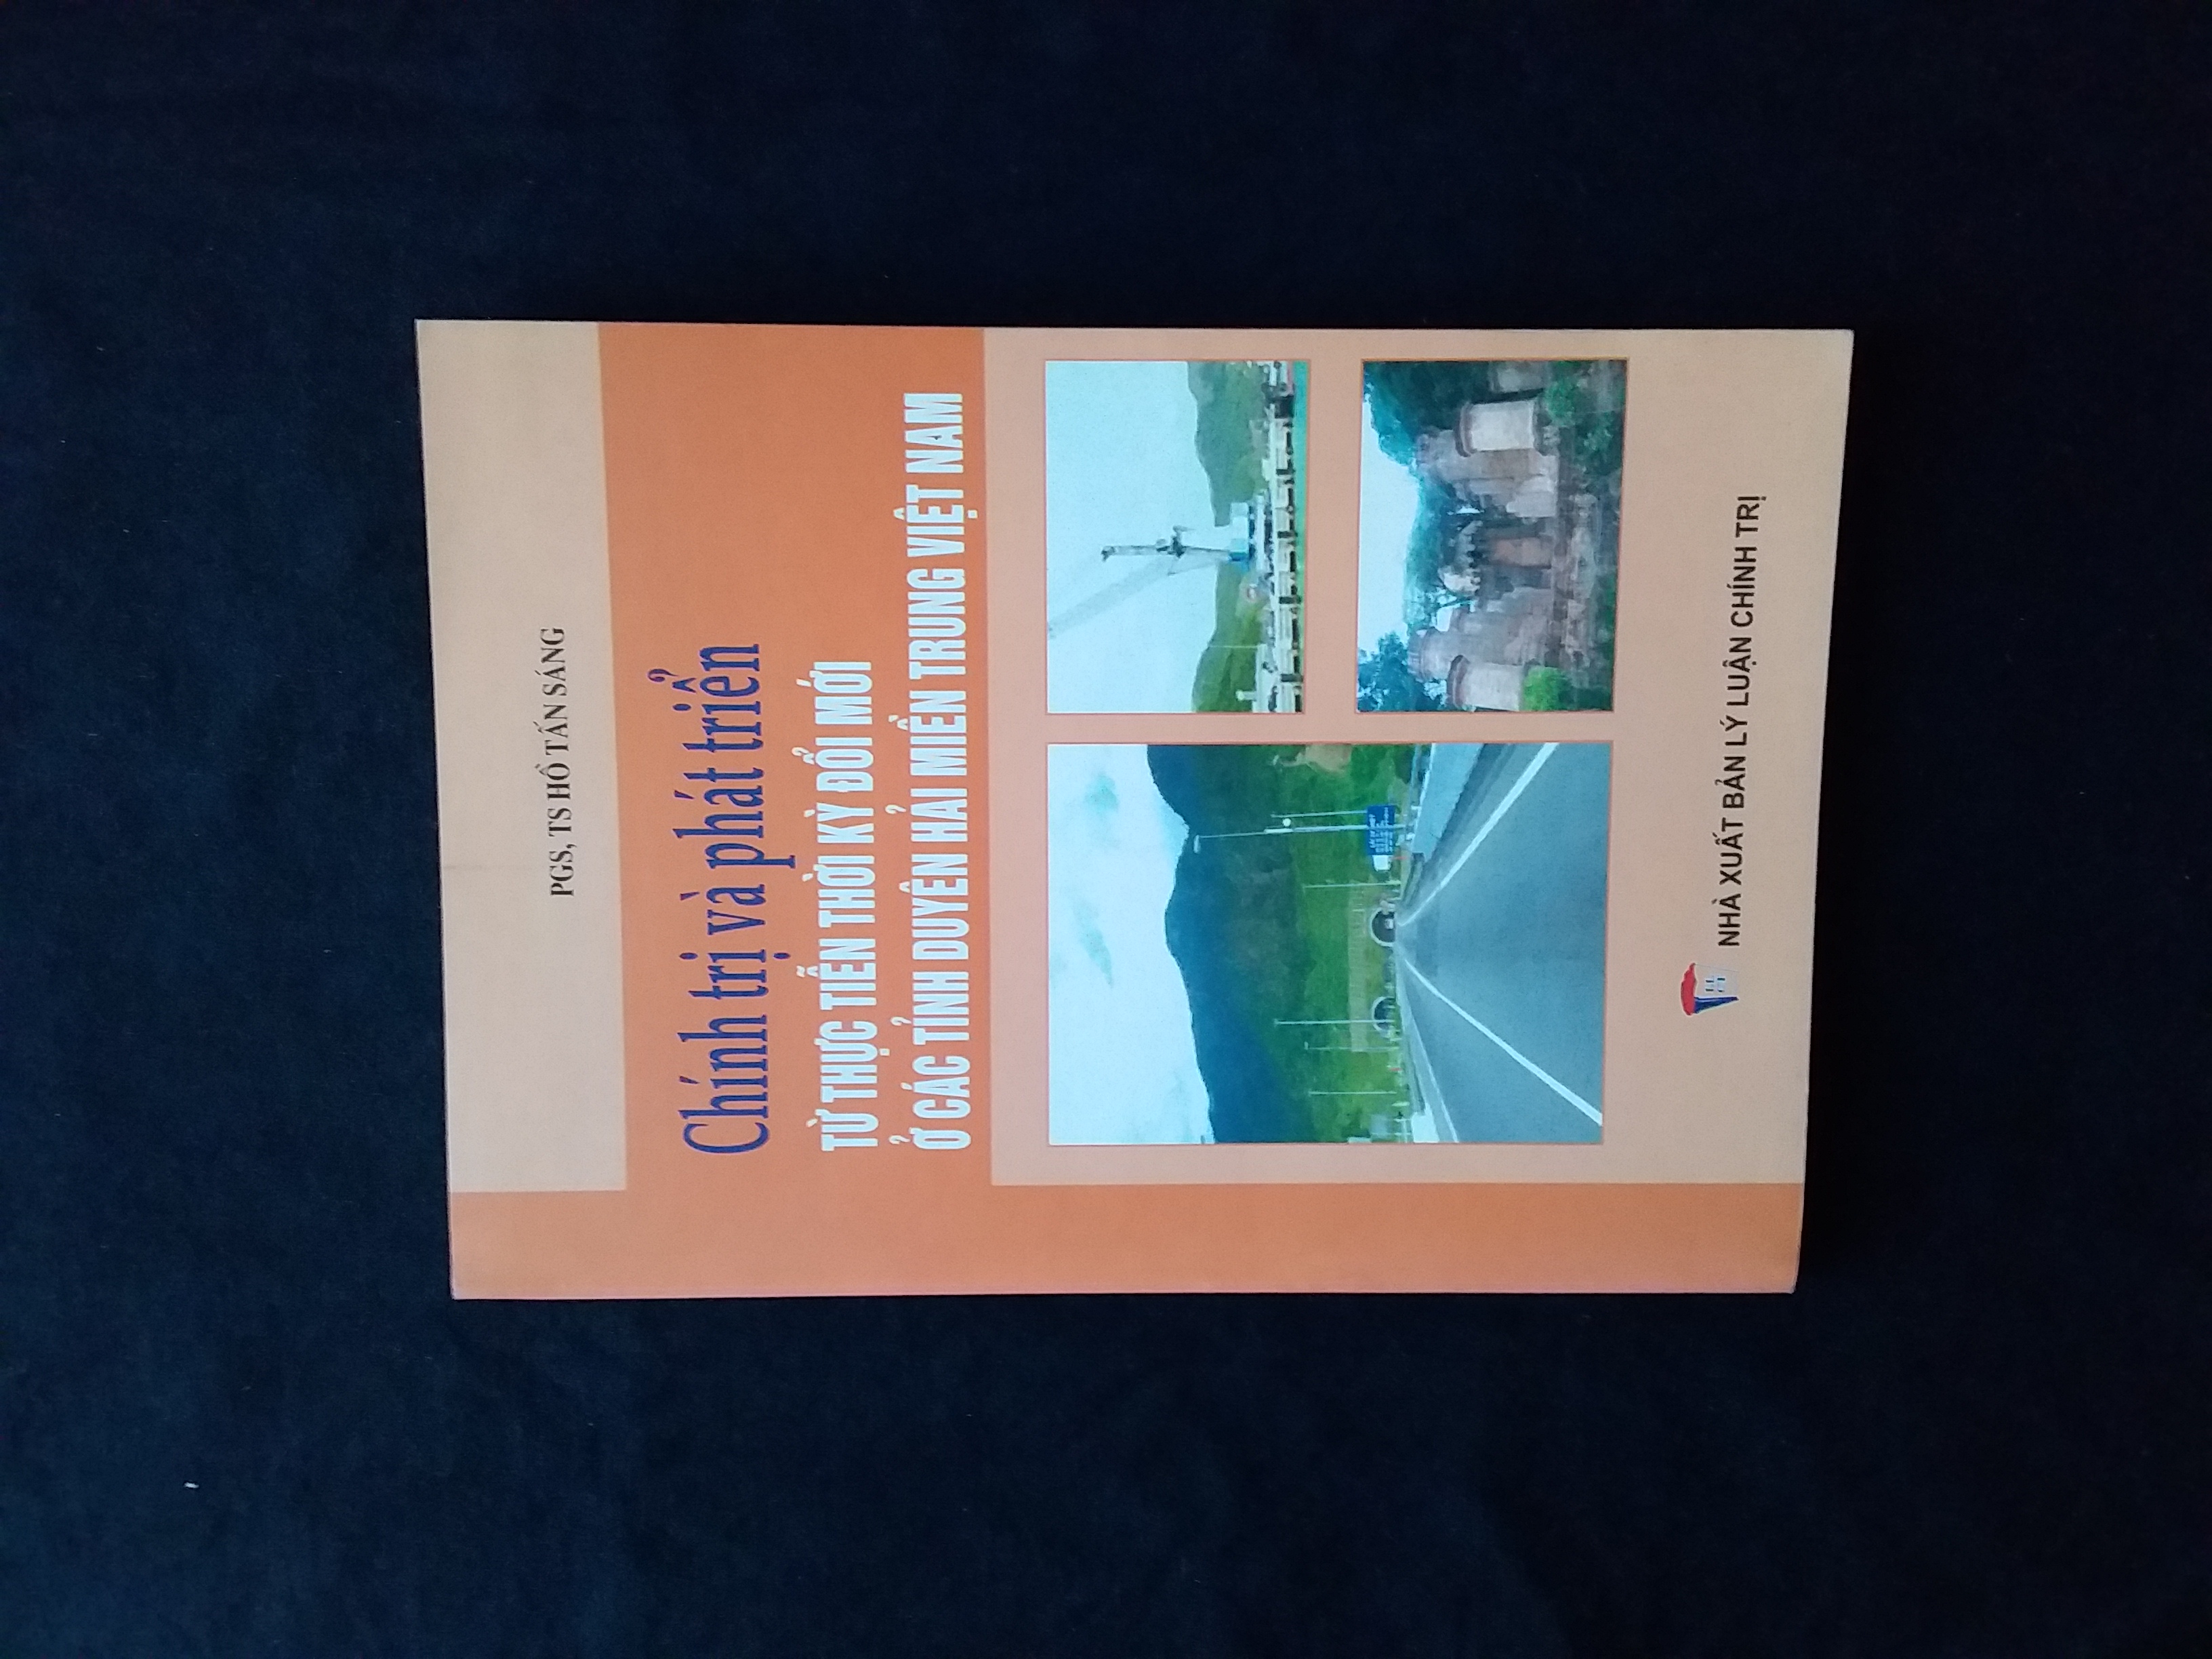 PGS, TS HỒ TẤN SÁNG
Chính trị và phát triển
TỪ THỰC TIỄN THỜI KỲ ĐỔI MỚI
Ở CÁC TỈNH DUYÊN HẢI MIỀN TRUNG VIỆT NAM
NHÀ XUẤT BẢN LÝ LUẬN CHÍNH TRỊ